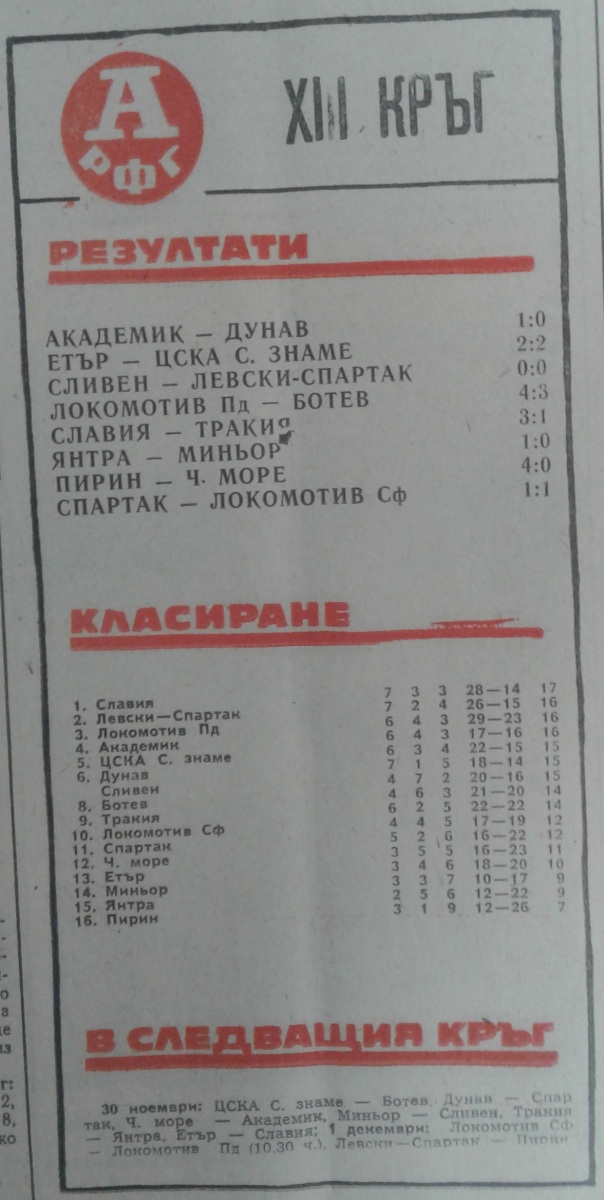 А
РФГ
XIII КРЪГ
РЕЗУЛТАТИ
АКАДЕМИК — ДУНАВ 1:0
ЕТЪР — ЦСКА С. ЗНАМЕ 2:2
СЛИВЕН — ЛЕВСКИ-СПАРТАК 0:0
ЛОКОМОТИВ Пд — БОТЕВ 4:3
СЛАВИЯ — ТРАКИЯ 3:1
ЯНТРА — МИНЬОР 1:0
ПИРИН — Ч. МОРЕ 4:0
СПАРТАК — ЛОКОМОТИВ Сф 1:1
КЛАСИРАНЕ
1. Славия 7 3 3 28—14 17
2. Левски—Спартак 7 2 4 26—15 16
3. Локомотив Пд 6 4 3 29—23 16
4. Академик 6 4 3 17—16 16
5. ЦСКА С. знаме 6 3 4 22—15 15
6. Дунав 7 1 5 18—14 15
Сливен 4 7 2 20—16 15
8. Ботев 4 6 3 21—20 14
9. Тракия 6 2 5 22—22 14
10. Локомотив Сф 4 4 5 17—19 12
11. Спартак 5 2 6 16—22 12
12. Ч. море 3 5 5 16—23 11
13. Етър 3 4 6 18—20 10
14. Миньор 3 3 7 10—17 9
15. Янтра 2 5 6 12—22 9
16. Пирин 3 1 9 12—26 7
В СЛЕДВАЩИЯ КРЪГ
30 ноември: ЦСКА С. знаме — Ботев, Дунав — Спар
так, Ч. море — Академик, Миньор — Сливен, Тракия
— Янтра, Етър — Славия; 1 декември: Локомотив Сф
— Локомотив Пд (10.30 ч.), Левски—Спартак — Пирин